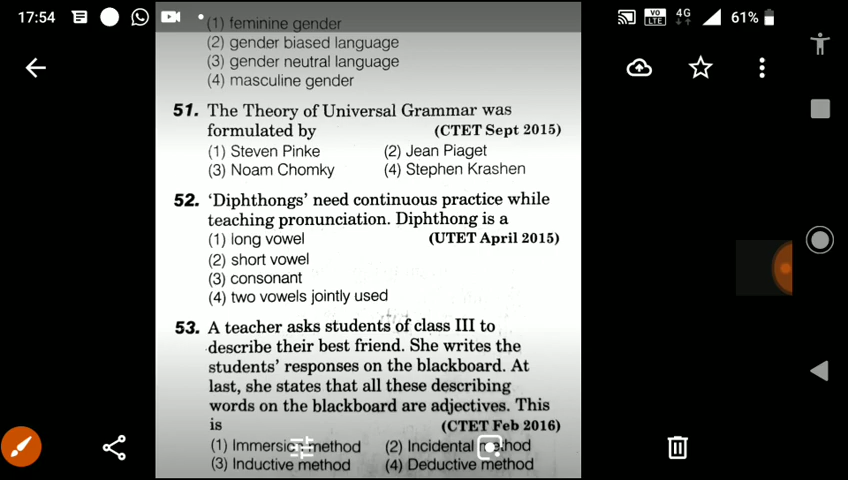 17:54
VO LTE 4G 61%
(1) feminine gender
(2) gender biased language
(3) gender neutral language
(4) masculine gender
51. The Theory of Universal Grammar was
formulated by (CTET Sept 2015)
(1) Steven Pinke (2) Jean Piaget
(3) Noam Chomky (4) Stephen Krashen
52. ‘Diphthongs’ need continuous practice while
teaching pronunciation. Diphthong is a
(1) long vowel (UTET April 2015)
(2) short vowel
(3) consonant
(4) two vowels jointly used
53. A teacher asks students of class III to
describe their best friend. She writes the
students’ responses on the blackboard. At
last, she states that all these describing
words on the blackboard are adjectives. This
is (CTET Feb 2016)
(1) Immersion method (2) Incidental method
(3) Inductive method (4) Deductive method